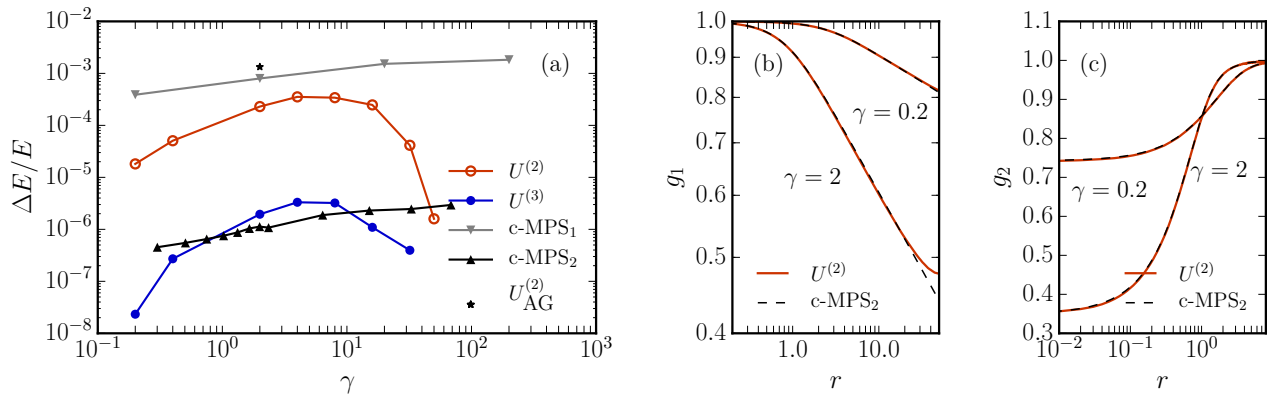 10^{-2}
10^{-3}
10^{-4}
10^{-5}
10^{-6}
10^{-7}
10^{-8}
ΔE/E
(a)
U^{(2)}
U^{(3)}
c-MPS_1
c-MPS_2
U^{(2)}_{AG}
10^{-1} 10^0 10^1 10^2 10^3
γ
1.0
0.9
0.8
0.7
0.6
0.5
0.4
g_1
(b)
γ = 0.2
γ = 2
U^{(2)}
c-MPS_2
1.0 10.0
r
1.1
1.0
0.9
0.8
0.7
0.6
0.5
0.4
0.3
g_2
(c)
γ = 0.2
γ = 2
U^{(2)}
c-MPS_2
10^{-2} 10^{-1} 10^0
r